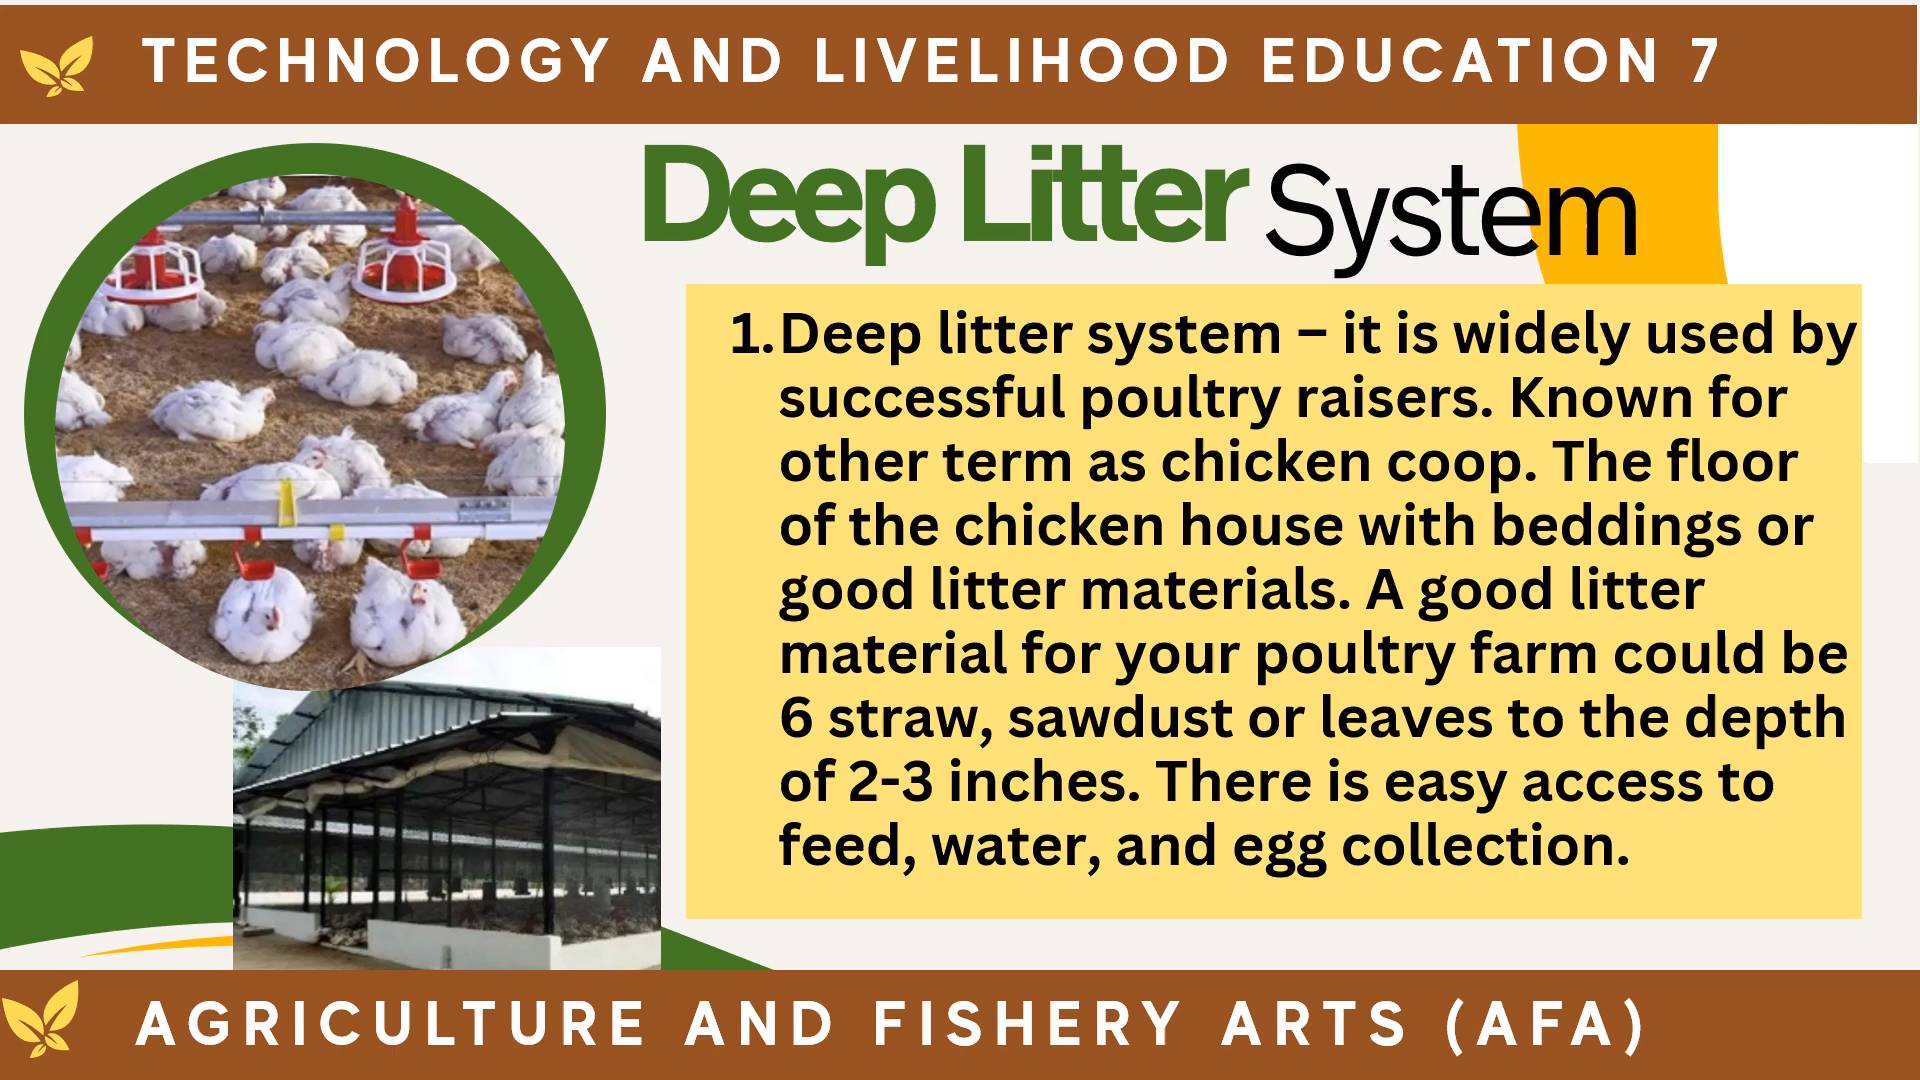 TECHNOLOGY AND LIVELIHOOD EDUCATION 7
Deep Litter System
1. Deep litter system – it is widely used by
successful poultry raisers. Known for
other term as chicken coop. The floor
of the chicken house with beddings or
good litter materials. A good litter
material for your poultry farm could be
6 straw, sawdust or leaves to the depth
of 2-3 inches. There is easy access to
feed, water, and egg collection.
AGRICULTURE AND FISHERY ARTS (AFA)